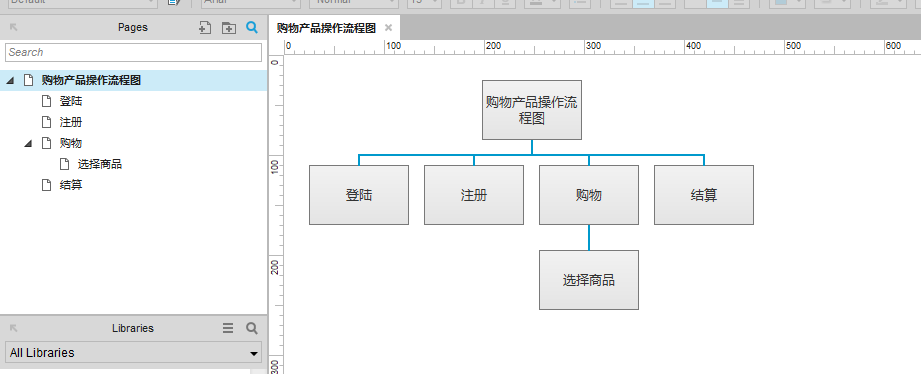 Default
Arial
Normal
13
B
I
U
Pages
Search
购物产品操作流程图
登陆
注册
购物
选择商品
结算
Libraries
All Libraries
购物产品操作流程图
0 100 200 300 400 500 600
0
100
200
300
购物产品操作流
程图
登陆 注册 购物 结算
选择商品